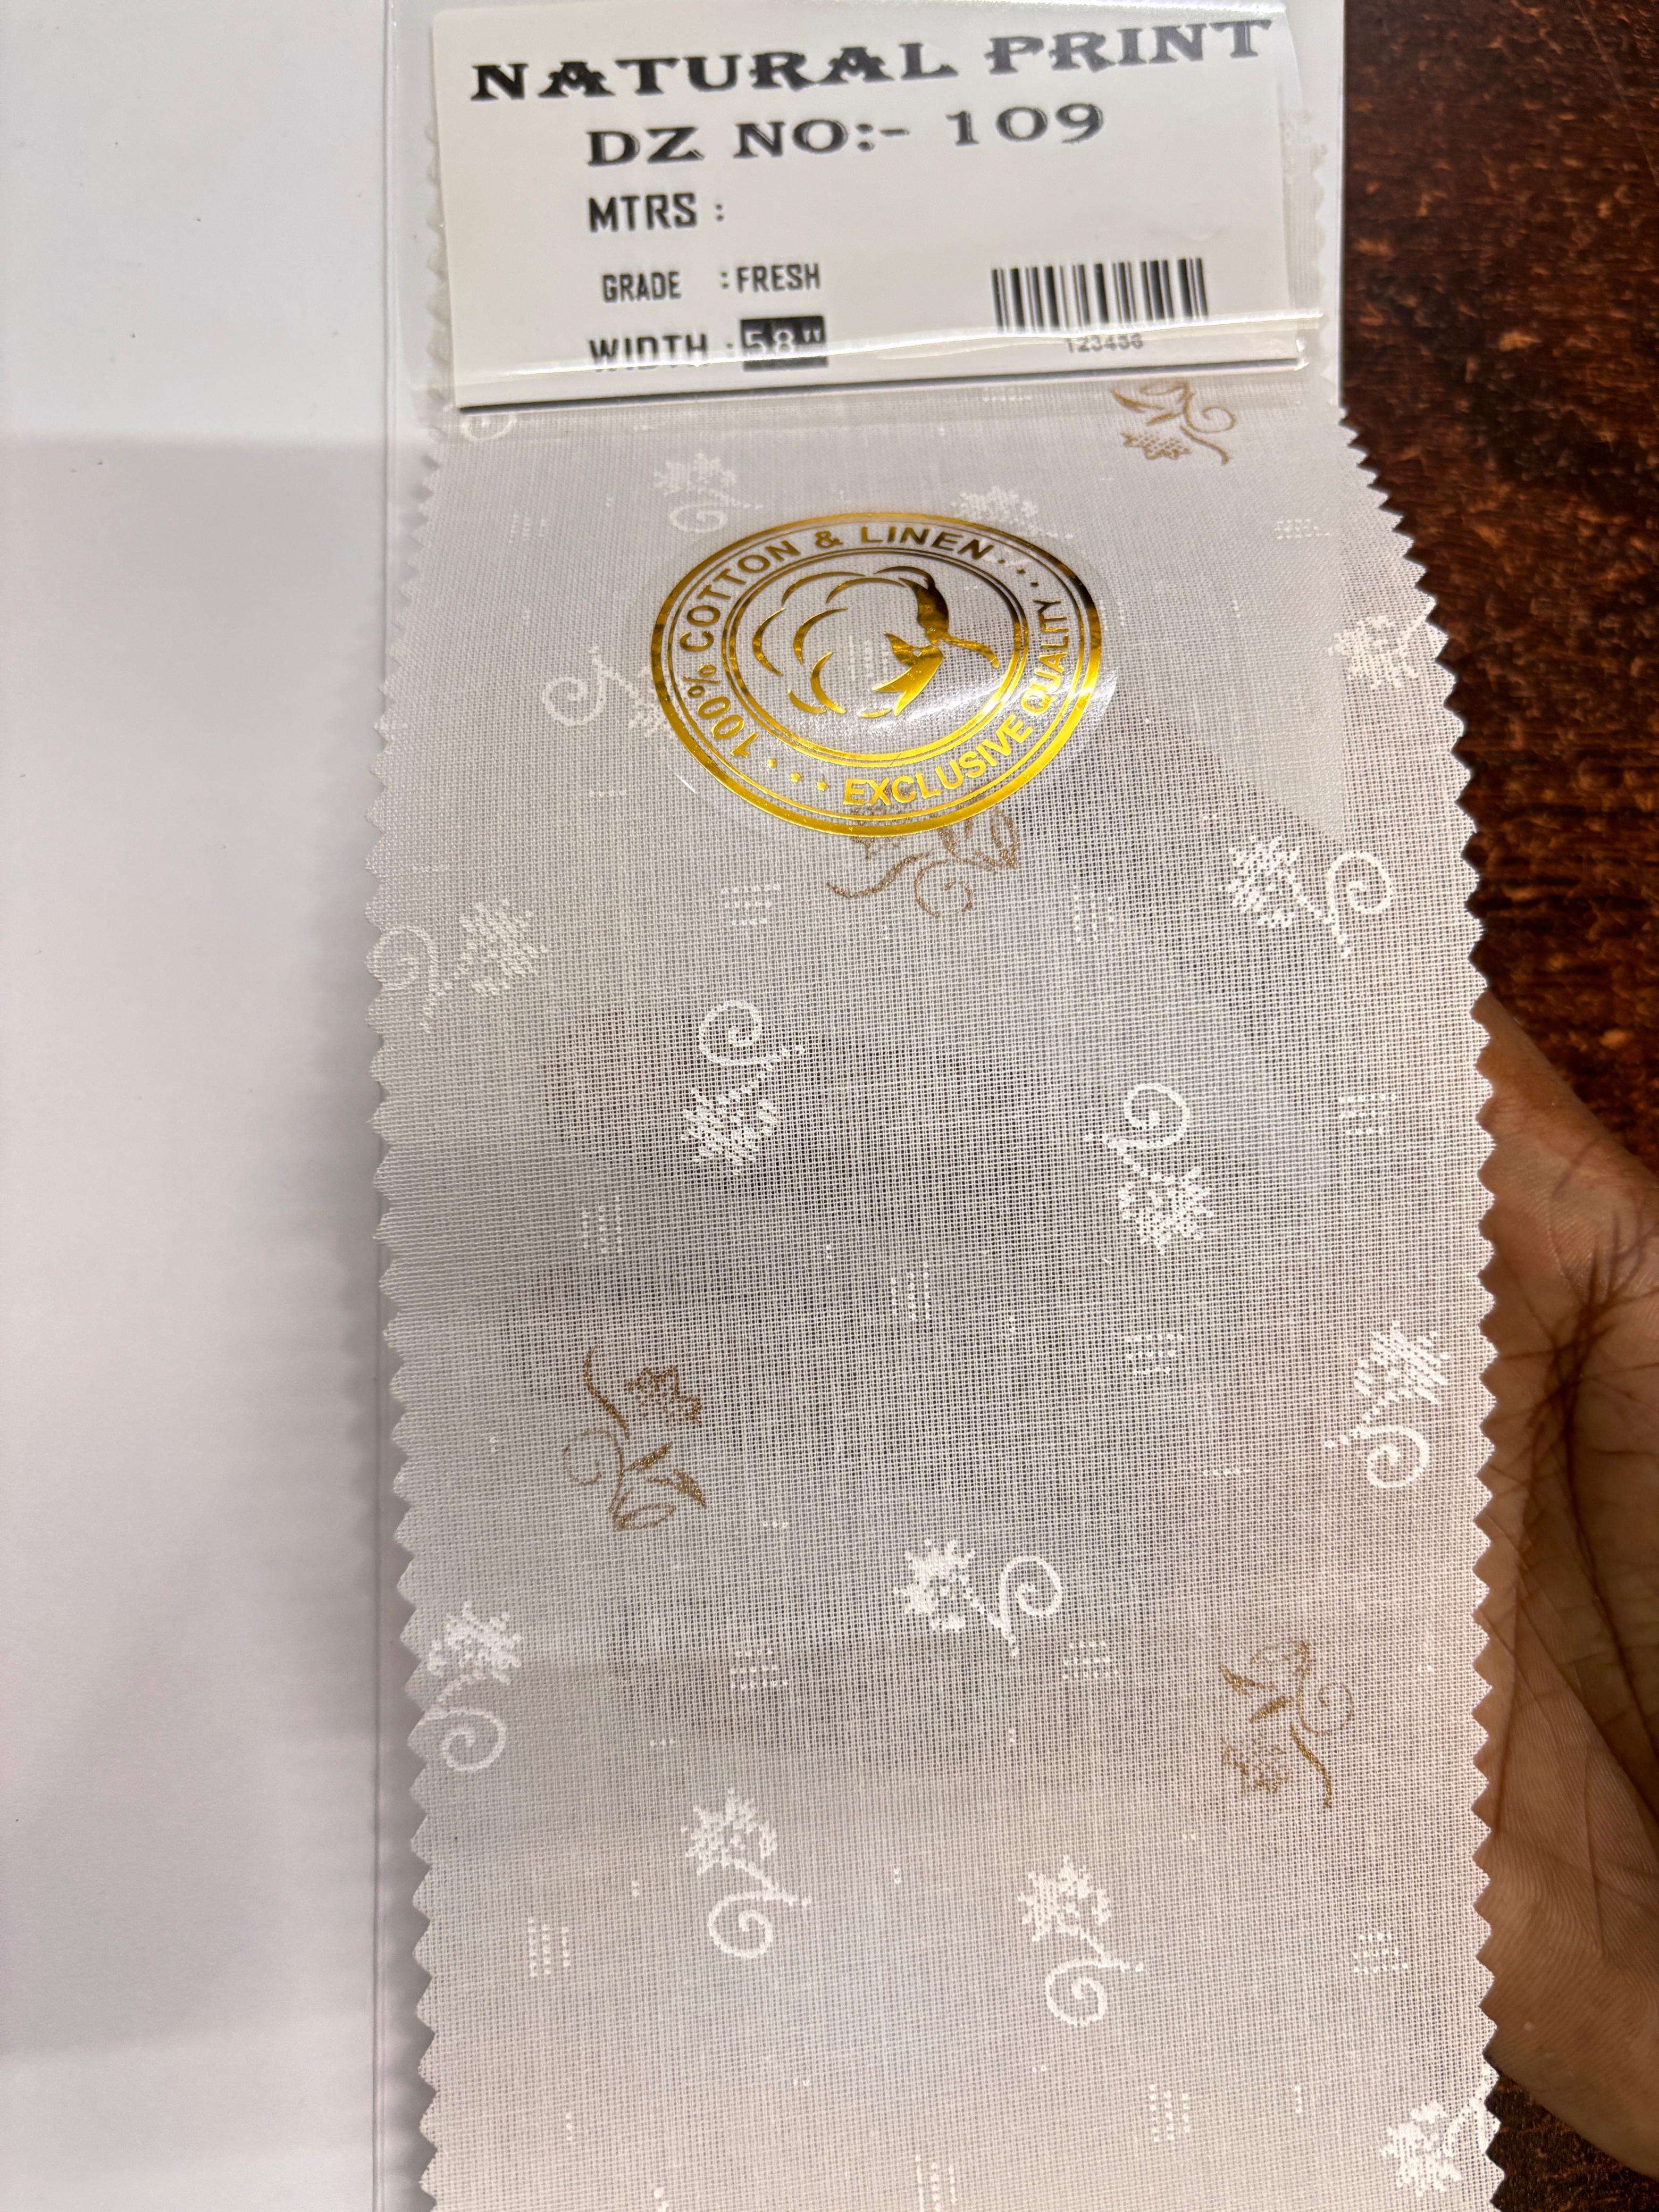 NATURAL PRINT
DZ NO:- 109
MTRS :
GRADE : FRESH
WIDTH : 58"
123456
100% COTTON & LINEN....
EXCLUSIVE QUALITY....